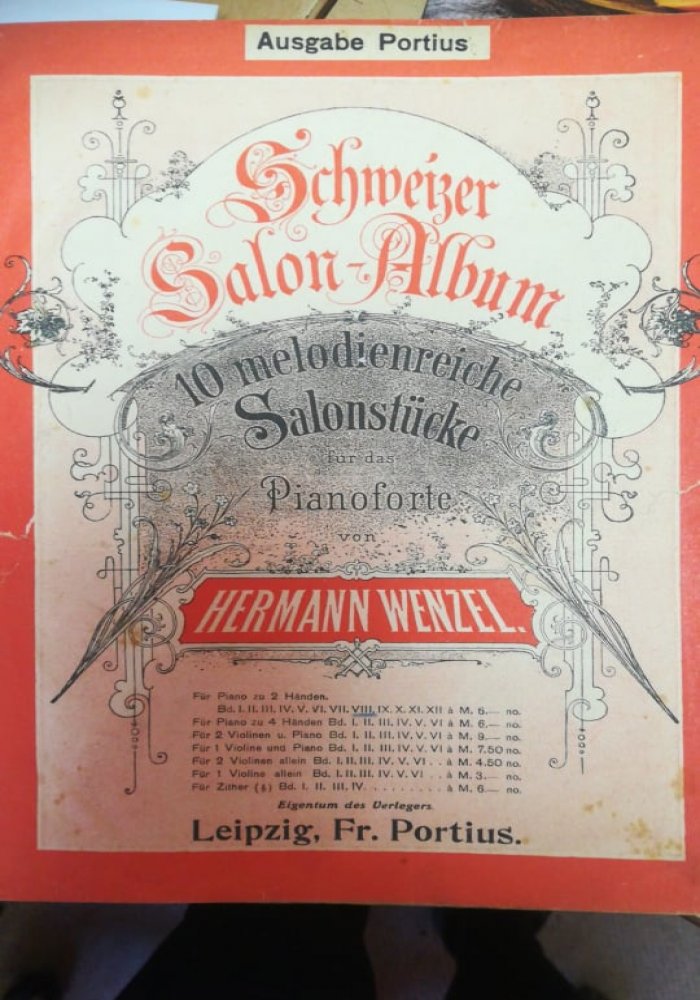 Ausgabe Portius
Schweizer
Salon-Album
10 melodienreiche
Salonstücke
für das
Pianoforte
von
HERMANN WENZEL.
Für Piano zu 2 Händen.
Bd. I. II. III. IV. V. VI. VII. VIII. IX. X. XI. XII à M. 5.— no.
Für Piano zu 4 Händen Bd. I. II. III. IV. V. VI à M. 6.— no.
Für 2 Violinen u. Piano Bd. I. II. III. IV. V. VI à M. 9.— no.
Für 1 Violine und Piano Bd. I. II. III. IV. V. VI à M. 7.50 no.
Für 2 Violinen allein Bd. I. II. III. IV. V. VI . . à M. 4.50 no.
Für 1 Violine allein Bd. I. II. III. IV. V. VI . . à M. 3.— no.
Für Zither Bd. I. II. III. IV. . . . . . . . . à M. 6.— no.
Eigentum des Verlegers.
Leipzig, Fr. Portius.